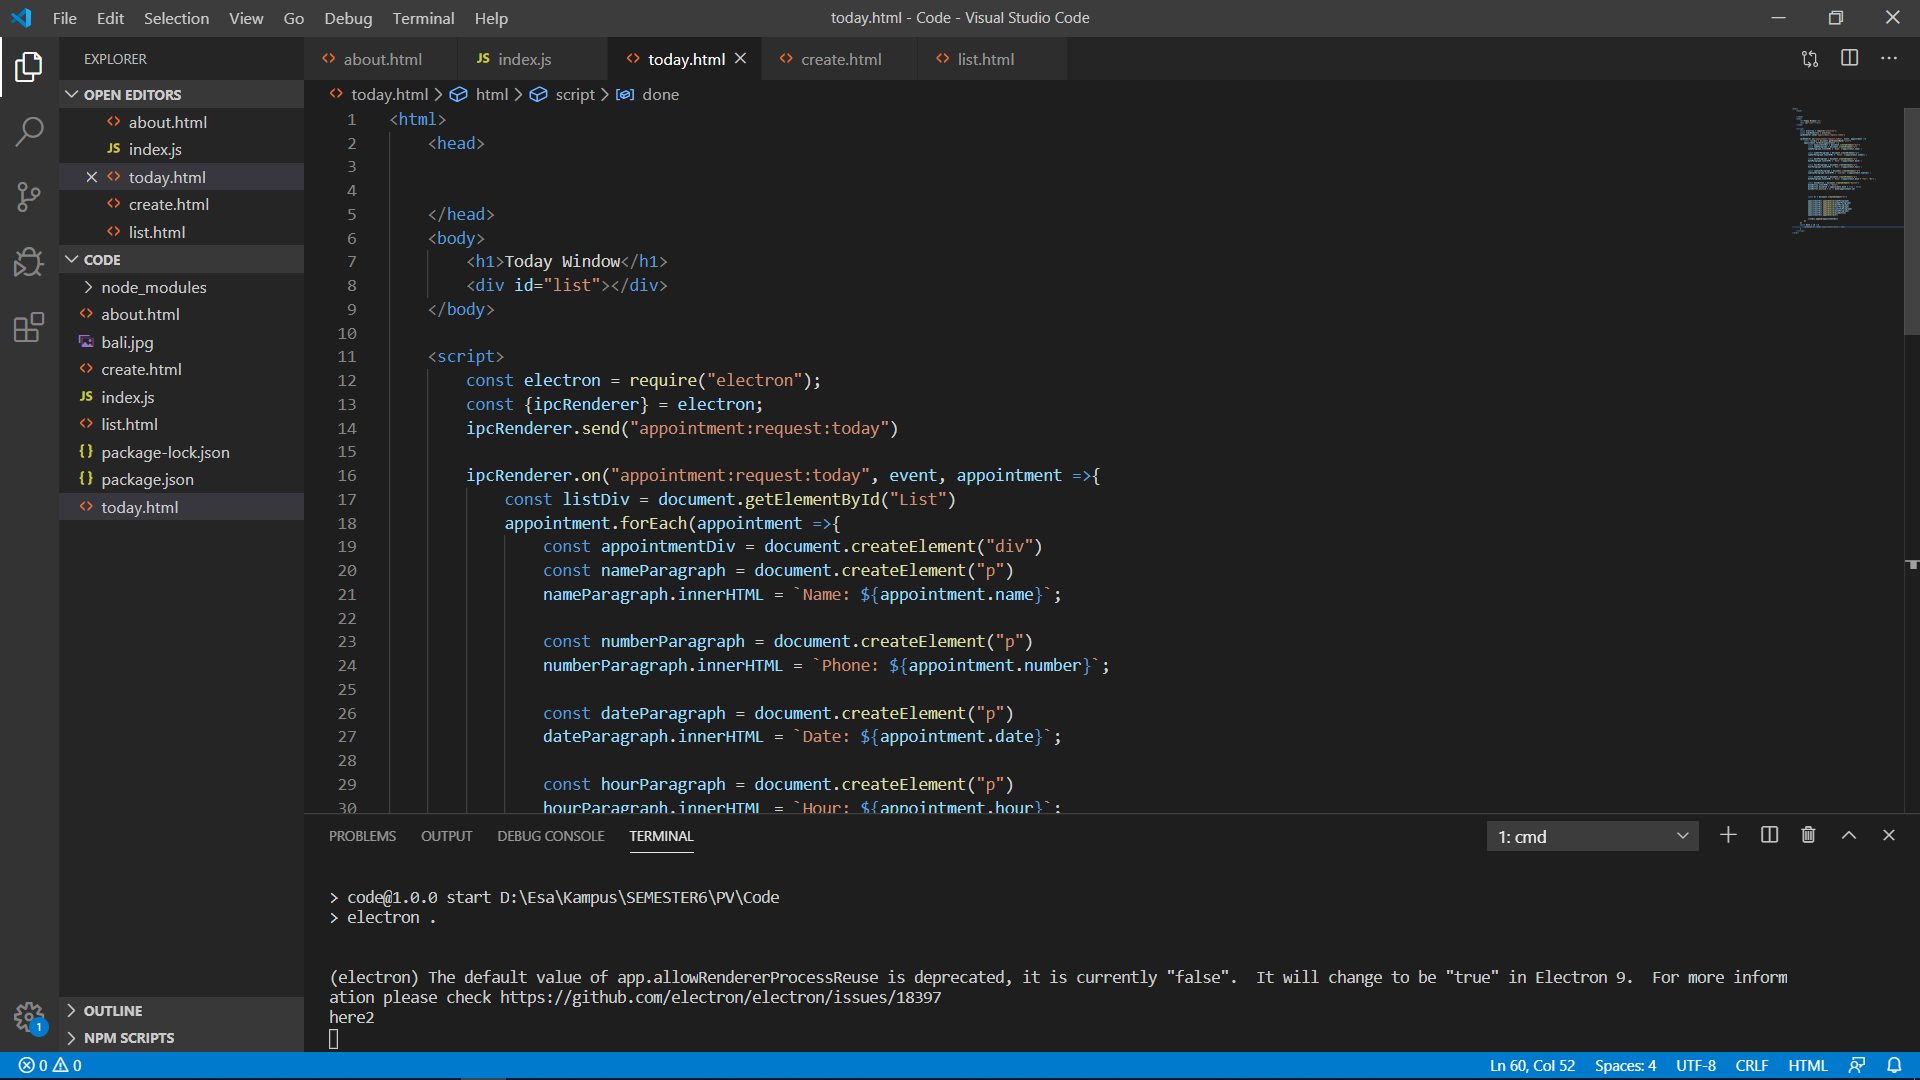 File Edit Selection View Go Debug Terminal Help
today.html - Code - Visual Studio Code
EXPLORER
OPEN EDITORS
about.html
JS index.js
today.html
create.html
list.html
CODE
node_modules
about.html
bali.jpg
create.html
JS index.js
list.html
{} package-lock.json
{} package.json
today.html
OUTLINE
NPM SCRIPTS
about.html JS index.js today.html create.html list.html
today.html > html > script > done
1 <html>
2 <head>
3
4
5 </head>
6 <body>
7 <h1>Today Window</h1>
8 <div id="list"></div>
9 </body>
10
11 <script>
12 const electron = require("electron");
13 const {ipcRenderer} = electron;
14 ipcRenderer.send("appointment:request:today")
15
16 ipcRenderer.on("appointment:request:today", event, appointment =>{
17 const listDiv = document.getElementById("List")
18 appointment.forEach(appointment =>{
19 const appointmentDiv = document.createElement("div")
20 const nameParagraph = document.createElement("p")
21 nameParagraph.innerHTML = `Name: ${appointment.name}`;
22
23 const numberParagraph = document.createElement("p")
24 numberParagraph.innerHTML = `Phone: ${appointment.number}`;
25
26 const dateParagraph = document.createElement("p")
27 dateParagraph.innerHTML = `Date: ${appointment.date}`;
28
29 const hourParagraph = document.createElement("p")
30 hourParagraph.innerHTML = `Hour: ${appointment.hour}`;
PROBLEMS OUTPUT DEBUG CONSOLE TERMINAL
1: cmd
> code@1.0.0 start D:\Esa\Kampus\SEMESTER6\PV\Code
> electron .
(electron) The default value of app.allowRendererProcessReuse is deprecated, it is currently "false".  It will change to be "true" in Electron 9.  For more inform
ation please check https://github.com/electron/electron/issues/18397
here2
1
0 0
Ln 60, Col 52 Spaces: 4 UTF-8 CRLF HTML